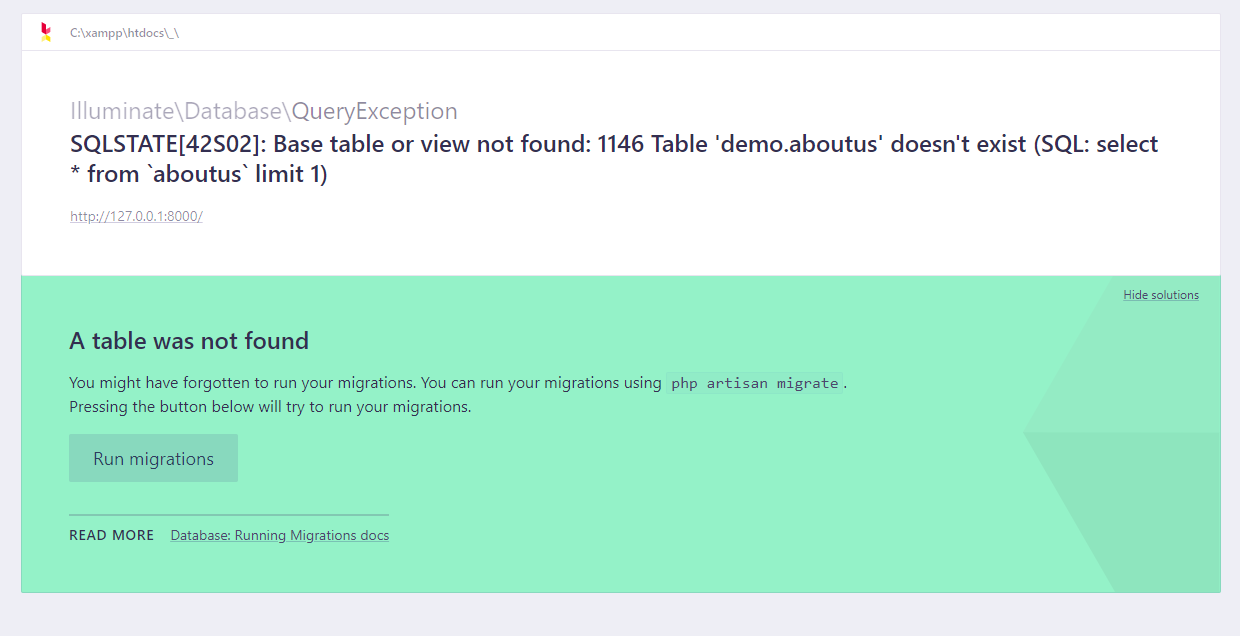 C:\xampp\htdocs\_\
Illuminate\Database\QueryException
SQLSTATE[42S02]: Base table or view not found: 1146 Table 'demo.aboutus' doesn't exist (SQL: select
* from `aboutus` limit 1)
http://127.0.0.1:8000/
Hide solutions
A table was not found
You might have forgotten to run your migrations. You can run your migrations using php artisan migrate.
Pressing the button below will try to run your migrations.
Run migrations
READ MORE Database: Running Migrations docs